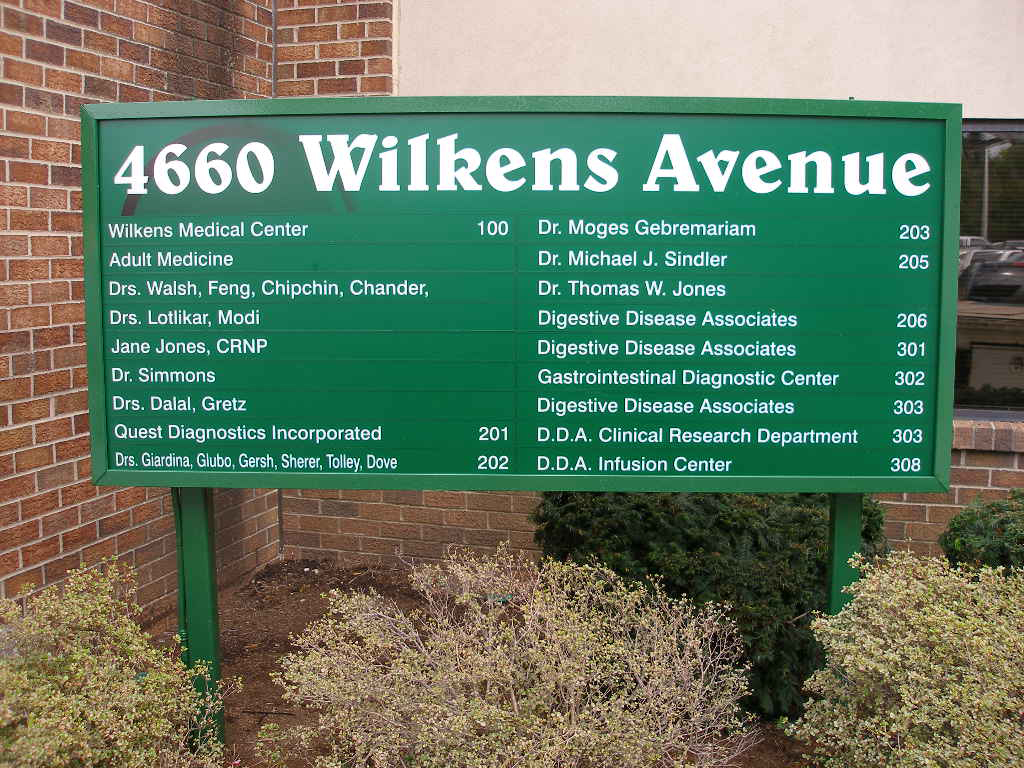 4660 Wilkens Avenue
Wilkens Medical Center 100
Adult Medicine
Drs. Walsh, Feng, Chipchin, Chander,
Drs. Lotlikar, Modi
Jane Jones, CRNP
Dr. Simmons
Drs. Dalal, Gretz
Quest Diagnostics Incorporated 201
Drs. Giardina, Glubo, Gersh, Sherer, Tolley, Dove 202
Dr. Moges Gebremariam 203
Dr. Michael J. Sindler 205
Dr. Thomas W. Jones
Digestive Disease Associates 206
Digestive Disease Associates 301
Gastrointestinal Diagnostic Center 302
Digestive Disease Associates 303
D.D.A. Clinical Research Department 303
D.D.A. Infusion Center 308